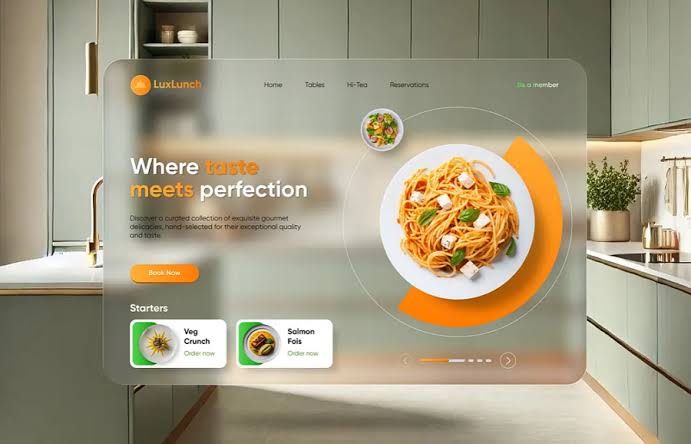 LuxLunch
Home
Tables
Hi-Tea
Reservations
Be a member
Where taste
meets perfection
Discover a curated collection of exquisite gourmet
delicacies, hand-selected for their exceptional quality
and taste.
Book Now
Starters
Veg
Crunch
Order now
Salmon
Fois
Order now